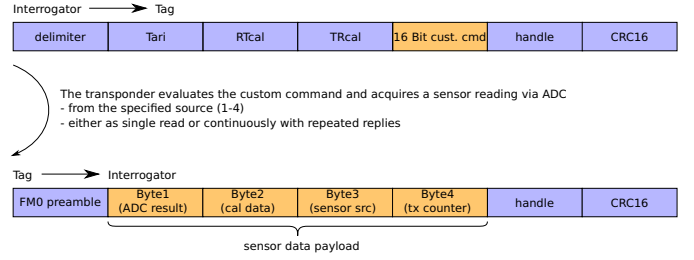 Interrogator Tag
delimiter Tari RTcal TRcal 16 Bit cust. cmd handle CRC16
The transponder evaluates the custom command and acquires a sensor reading via ADC
- from the specified source (1-4)
- either as single read or continuously with repeated replies
Tag Interrogator
FM0 preamble Byte1 Byte2 Byte3 Byte4 handle CRC16
(ADC result) (cal data) (sensor src) (tx counter)
sensor data payload